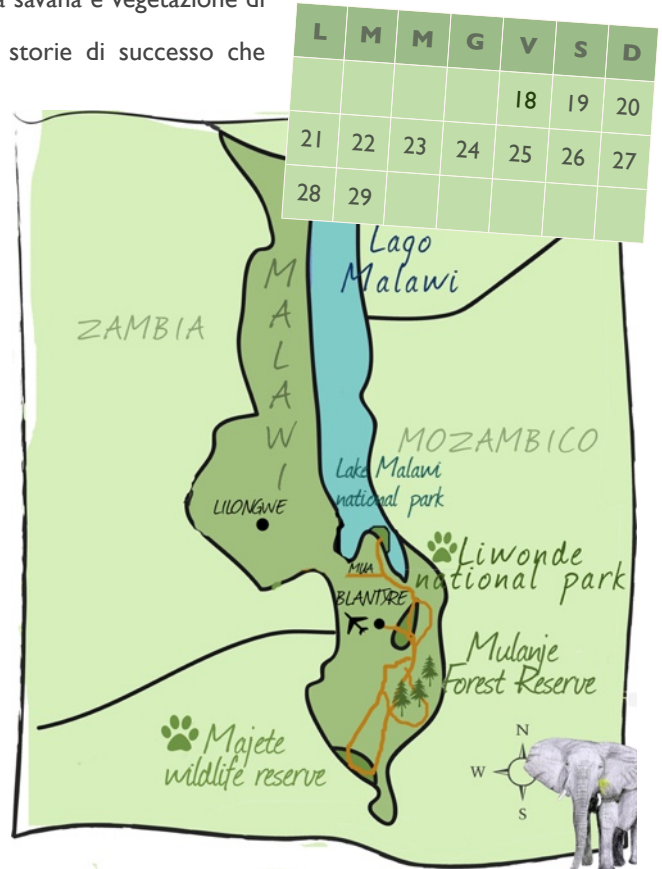 a savana e vegetazione di
storie di successo che
L M M G V S D
18 19 20
21 22 23 24 25 26 27
28 29
Lago
Malawi
ZAMBIA
MALAWI
MOZAMBICO
Lake Malawi
national park
LILONGWE
MUA
Liwonde
national park
BLANTYRE
Mulanje
Forest Reserve
Majete
wildlife reserve
N
W
S